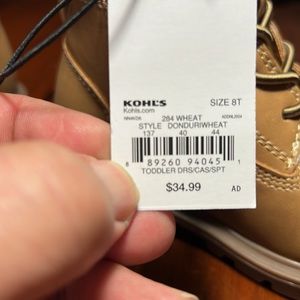 KOHL'S SIZE 8T
Kohls.com
284 WHEAT
STYLE DONDURIWHEAT
137 40 44
8 89260 94045 1
TODDLER DRS/CAS/SPT
$34.99 AD